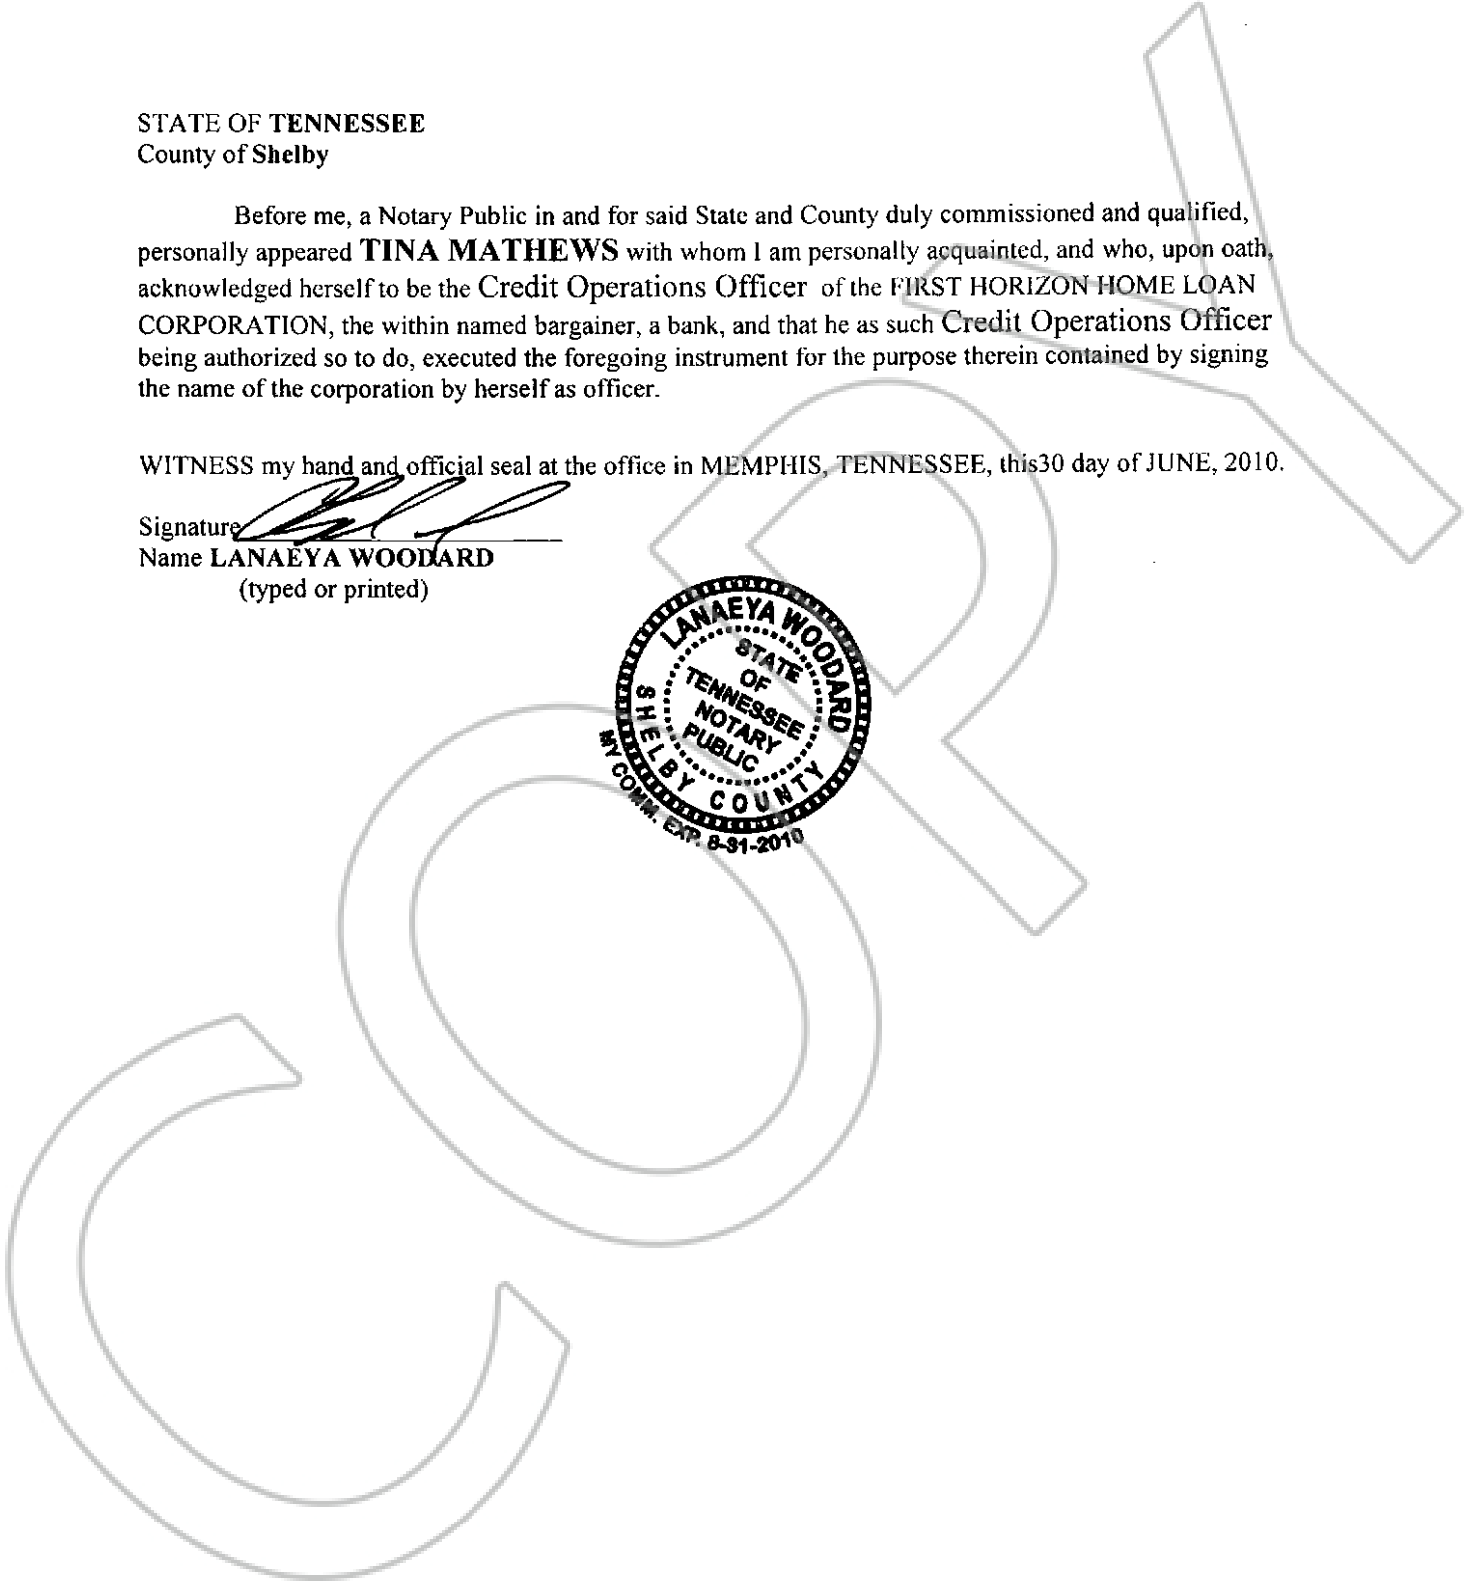 STATE OF TENNESSEE
County of Shelby
Before me, a Notary Public in and for said State and County duly commissioned and qualified,
personally appeared TINA MATHEWS with whom I am personally acquainted, and who, upon oath,
acknowledged herself to be the Credit Operations Officer of the FIRST HORIZON HOME LOAN
CORPORATION, the within named bargainer, a bank, and that he as such Credit Operations Officer
being authorized so to do, executed the foregoing instrument for the purpose therein contained by signing
the name of the corporation by herself as officer.
WITNESS my hand and official seal at the office in MEMPHIS, TENNESSEE, this30 day of JUNE, 2010.
Signature
Name LANAEYA WOODARD
(typed or printed)
LANAEYA WOODARD
STATE
OF
TENNESSEE
NOTARY
PUBLIC
SHELBY COUNTY
MY COMM. EXP. 8-31-2010
COPY